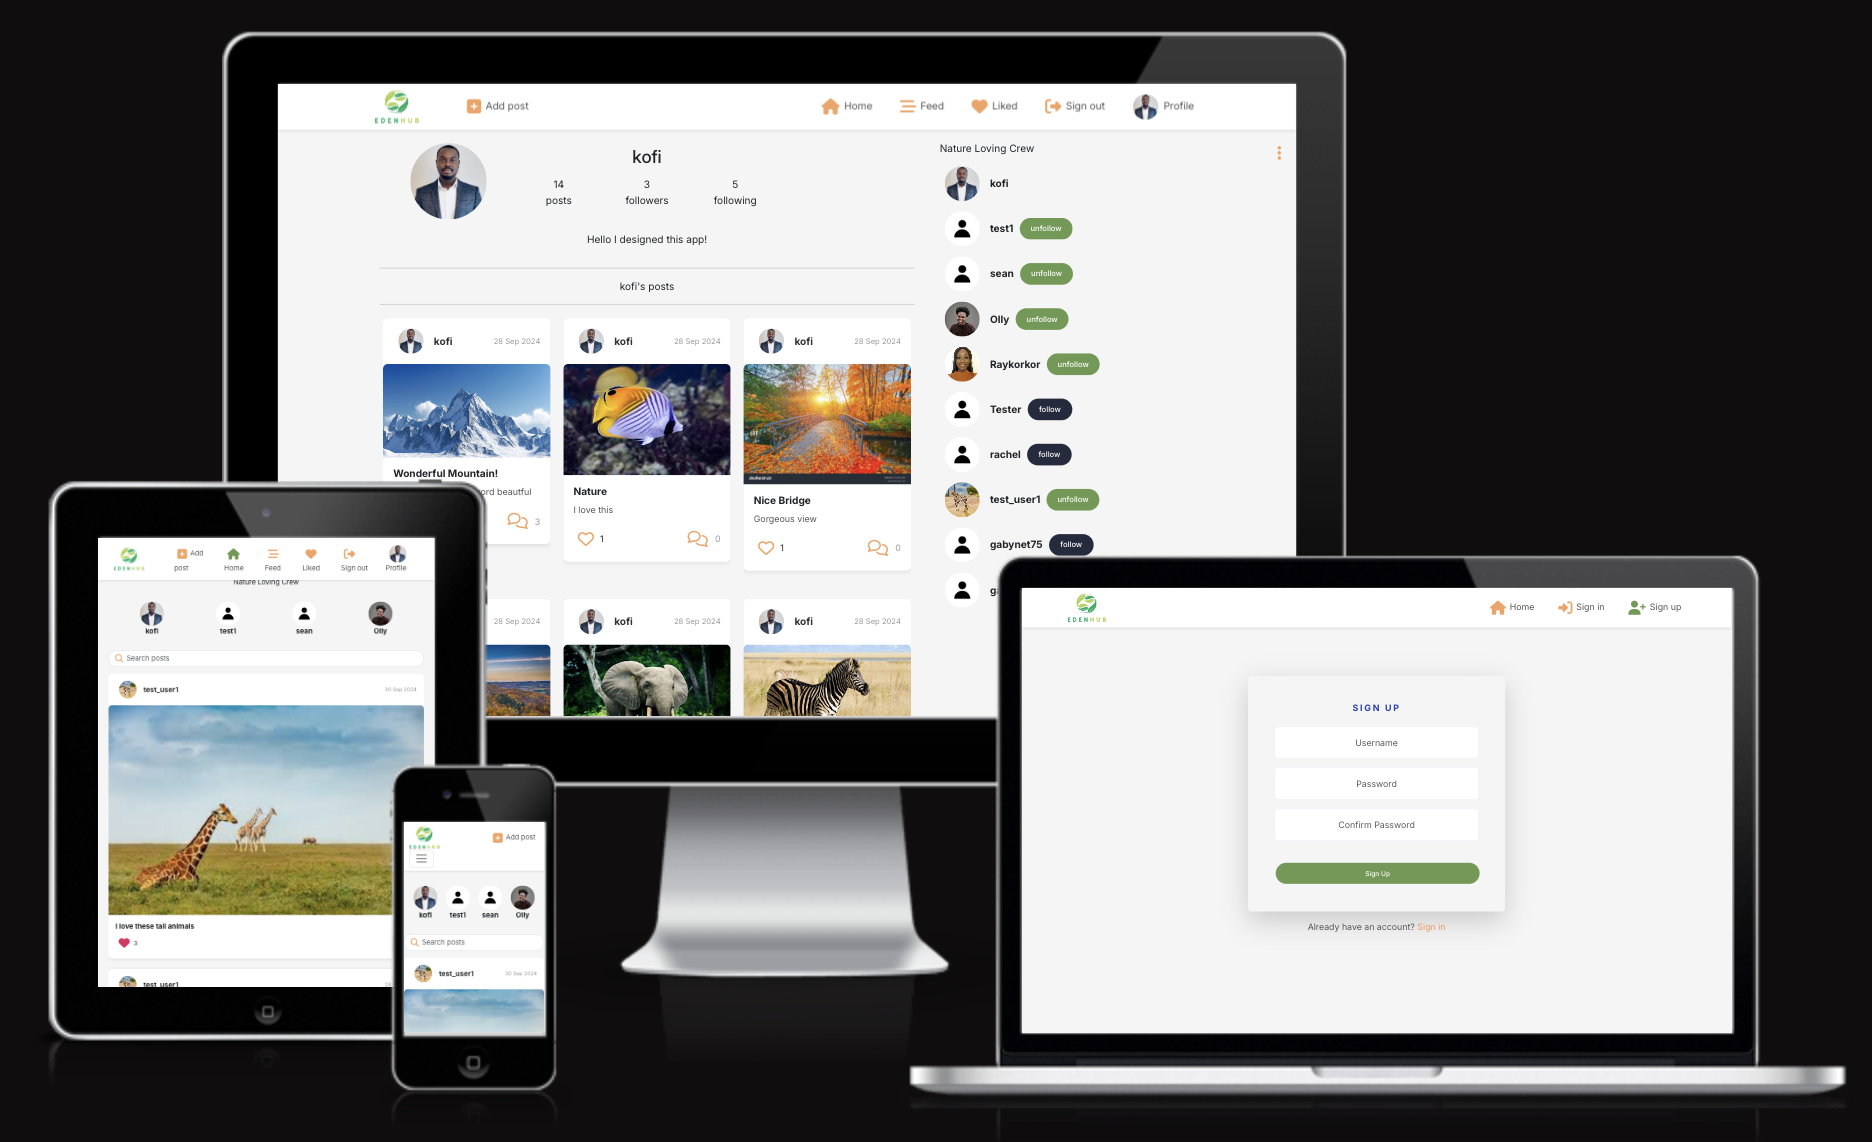 EDENHUB
Add post
Home
Feed
Liked
Sign out
Profile
kofi
14
posts
3
followers
5
following
Hello I designed this app!
kofi's posts
kofi
28 Sep 2024
Wonderful Mountain!
ord beautful
3
kofi
28 Sep 2024
Nature
I love this
1
0
kofi
28 Sep 2024
Nice Bridge
Gorgeous view
1
0
28 Sep 2024
kofi
28 Sep 2024
kofi
28 Sep 2024
Nature Loving Crew
kofi
test1 unfollow
sean unfollow
Olly unfollow
Raykorkor unfollow
Tester follow
rachel follow
test_user1 unfollow
gabynet75 follow
EDENHUB
Add
post
Home
Feed
Liked
Sign out
Profile
Nature Loving Crew
kofi
test1
sean
Olly
Search posts
test_user1
30 Sep 2024
I love these tall animals
3
test_user1
EDENHUB
Add post
kofi
test1
sean
Olly
Search posts
test_user1
30 Sep 2024
EDENHUB
Home
Sign in
Sign up
SIGN UP
Username
Password
Confirm Password
Sign Up
Already have an account? Sign in